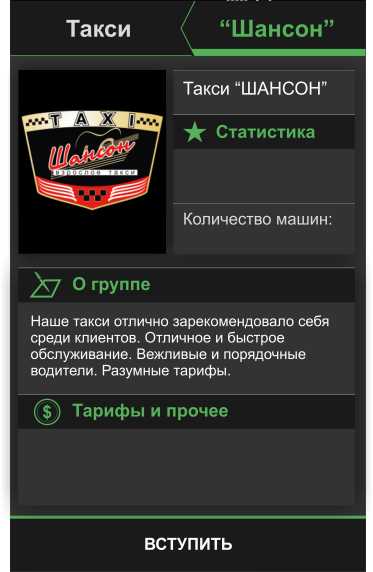 Такси
“Шансон”
TAXI
Шансон
взрослое такси
Такси “ШАНСОН”
Статистика
Количество машин:
О группе
Наше такси отлично зарекомендовало себя
среди клиентов. Отличное и быстрое
обслуживание. Вежливые и порядочные
водители. Разумные тарифы.
$ Тарифы и прочее
ВСТУПИТЬ